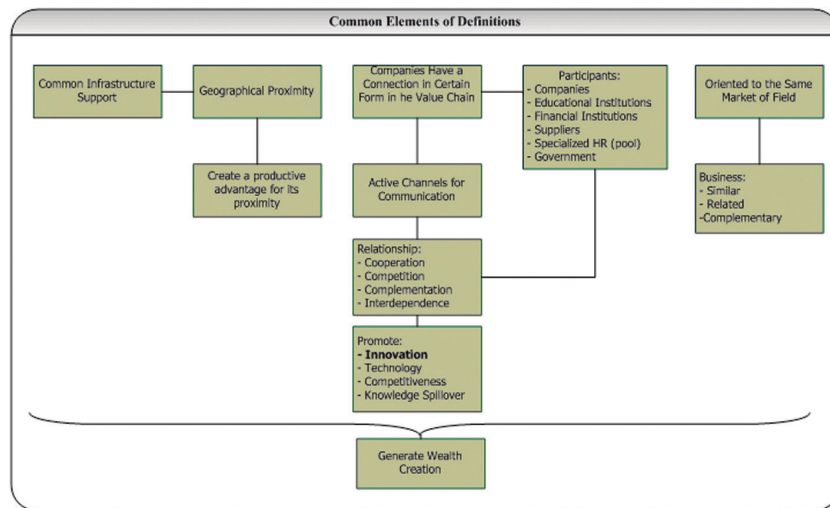 Common Elements of Definitions
Common Infrastructure
Support
Geographical Proximity
Create a productive
advantage for its
proximity
Companies Have a
Connection in Certain
Form in he Value Chain
Active Channels for
Communication
Relationship:
- Cooperation
- Competition
- Complementation
- Interdependence
Promote:
- Innovation
- Technology
- Competitiveness
- Knowledge Spillover
Participants:
- Companies
- Educational Institutions
- Financial Institutions
- Suppliers
- Specialized HR (pool)
- Government
Oriented to the Same
Market of Field
Business:
- Similar
- Related
-Complementary
Generate Wealth
Creation